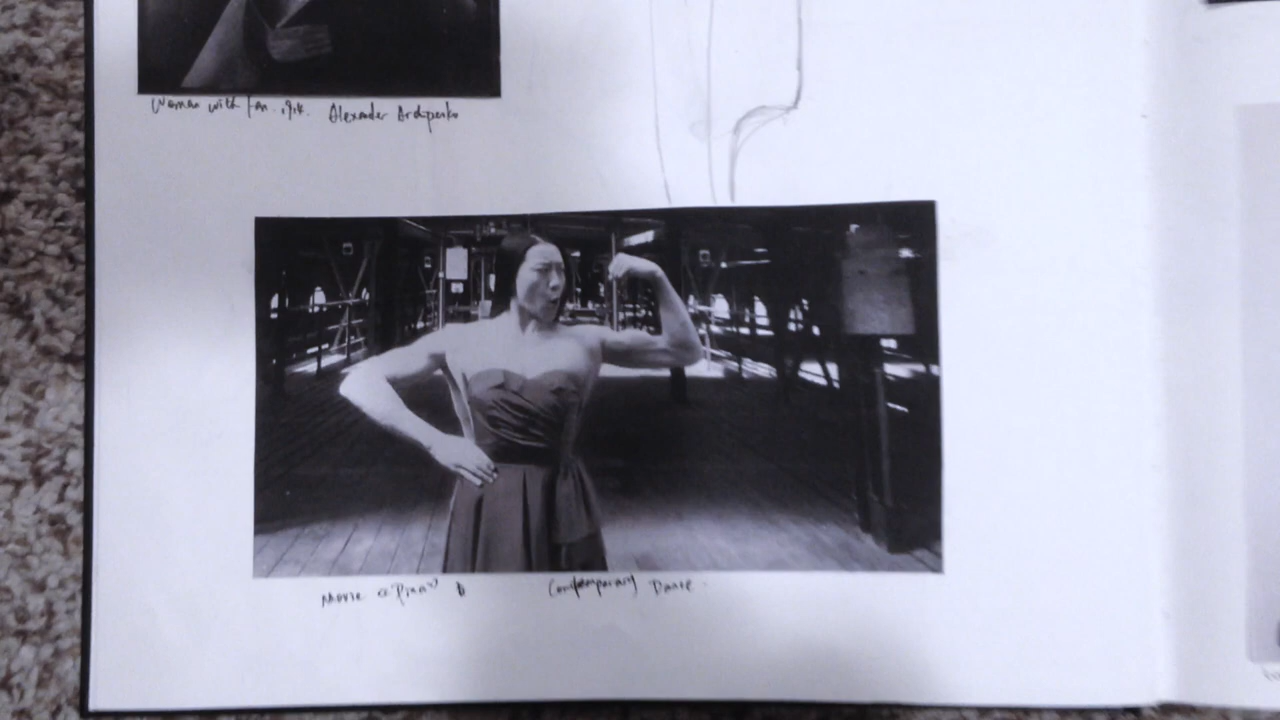 Woman with fan. 1914. Alexander Archipenko
Movie "Pina" Contemporary Dance.